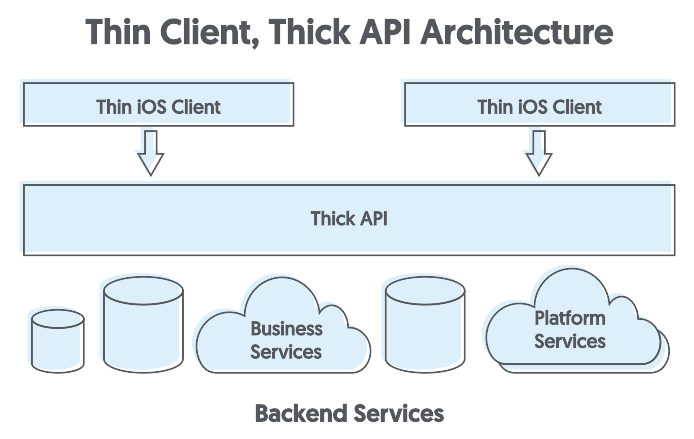 Thin Client, Thick API Architecture
Thin iOS Client
Thin iOS Client
Thick API
Business
Services
Platform
Services
Backend Services